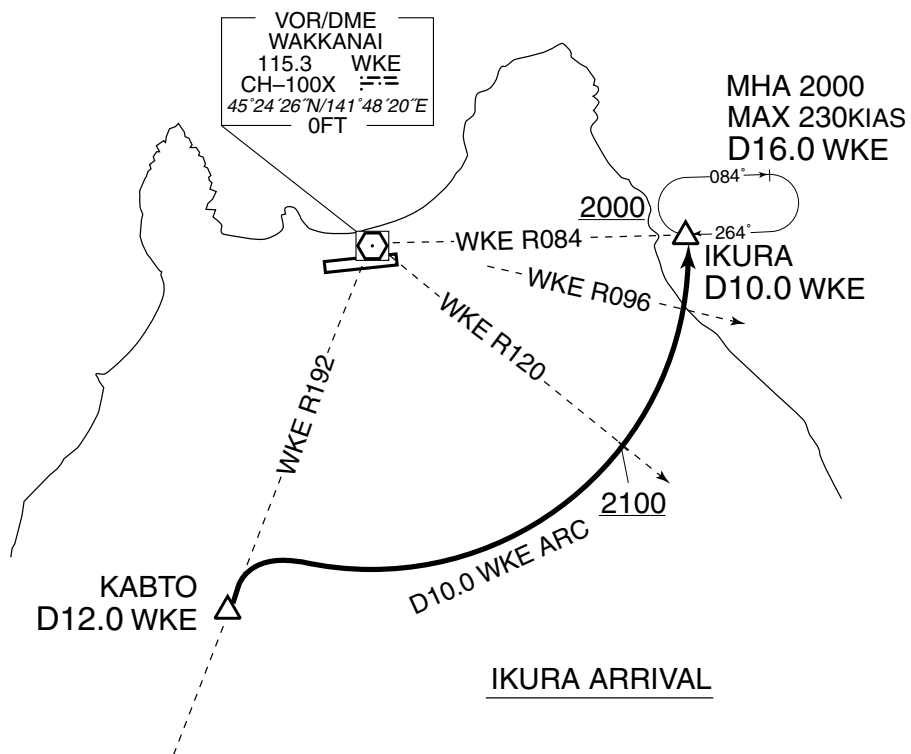 VOR/DME
WAKKANAI
115.3 WKE
CH–100X
45°24′26″N/141°48′20″E
0FT
MHA 2000
MAX 230KIAS
D16.0 WKE
084°
264°
2000
WKE R084
IKURA
D10.0 WKE
WKE R096
WKE R120
WKE R192
2100
D10.0 WKE ARC
KABTO
D12.0 WKE
IKURA ARRIVAL